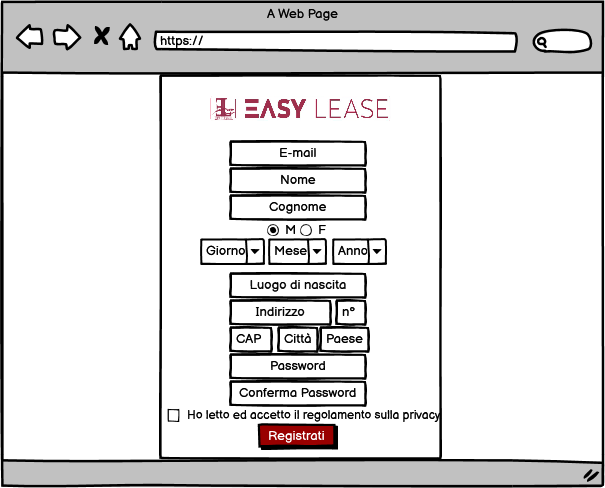 A Web Page
https://
EASY LEASE
E-mail
Nome
Cognome
M F
Giorno Mese Anno
Luogo di nascita
Indirizzo n°
CAP Città Paese
Password
Conferma Password
Ho letto ed accetto il regolamento sulla privacy
Registrati